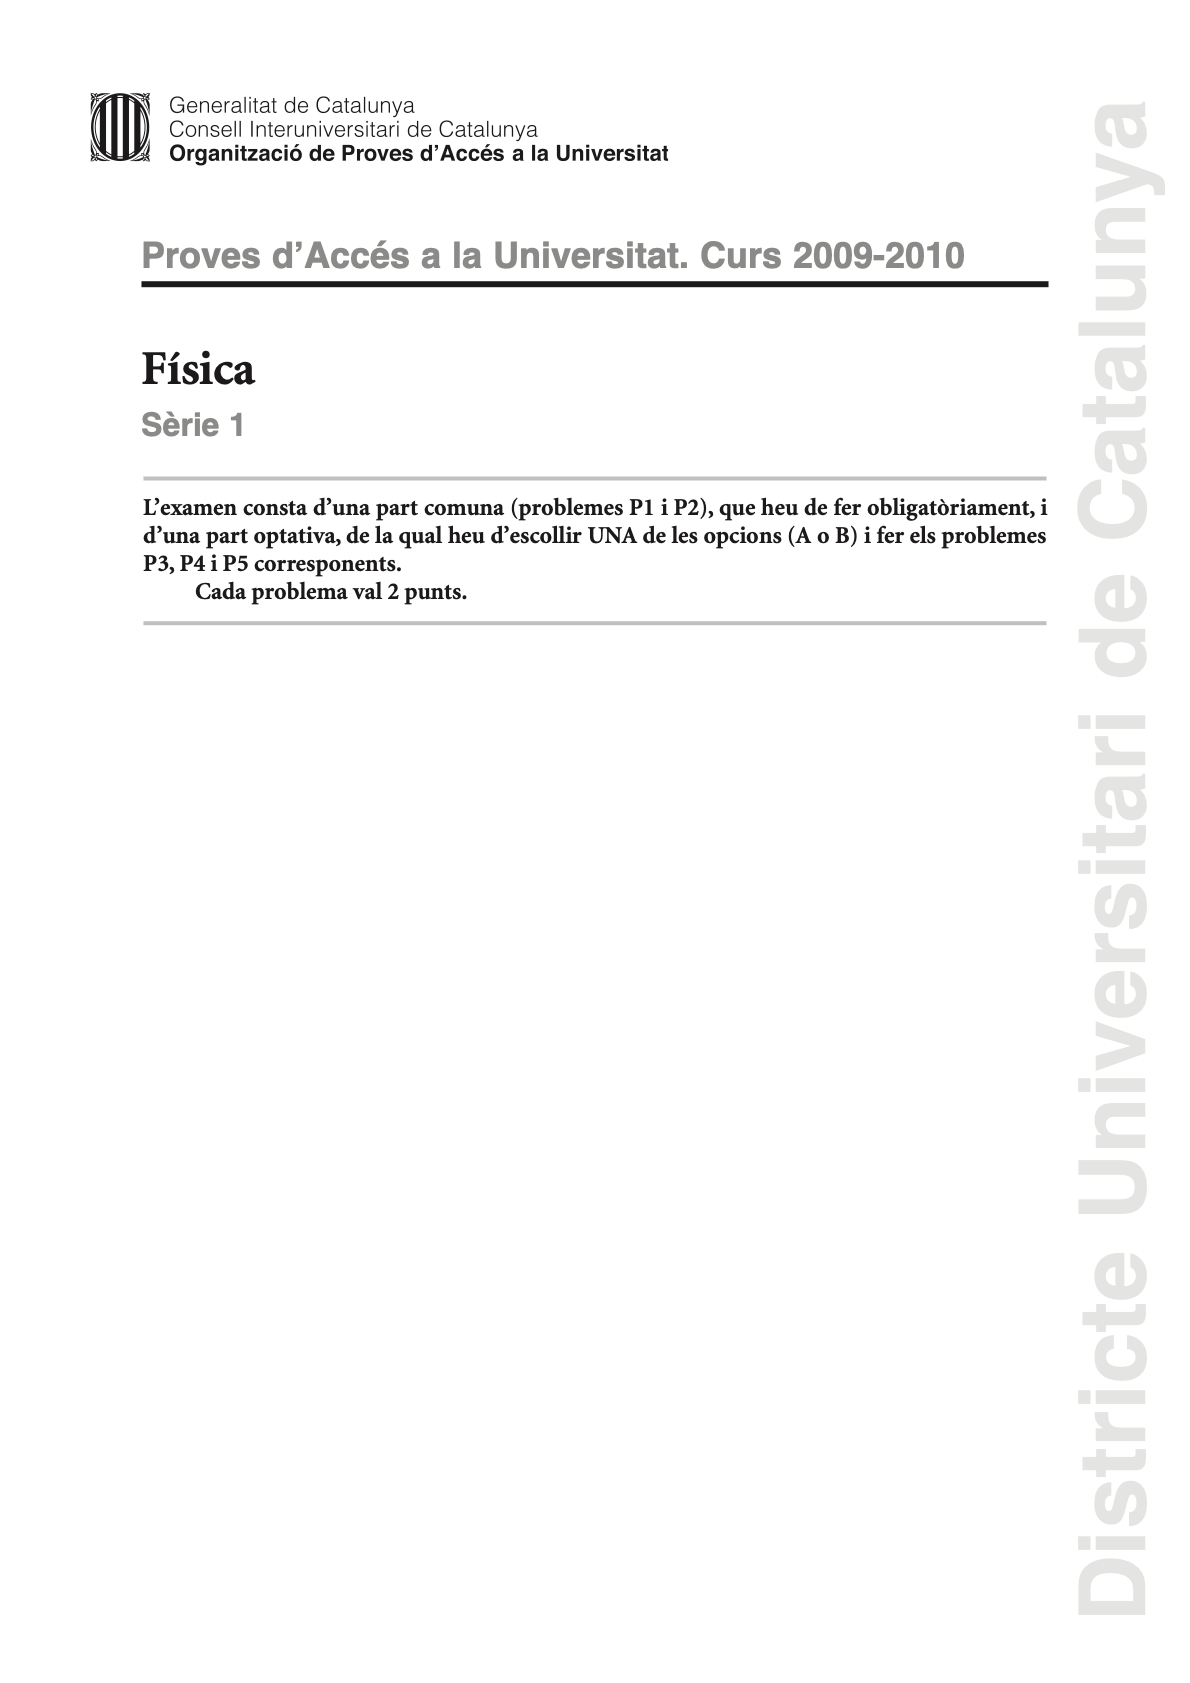 Generalitat de Catalunya
Consell Interuniversitari de Catalunya
Organització de Proves d’Accés a la Universitat
Proves d’Accés a la Universitat. Curs 2009-2010
Física
Sèrie 1
L’examen consta d’una part comuna (problemes P1 i P2), que heu de fer obligatòriament, i
d’una part optativa, de la qual heu d’escollir UNA de les opcions (A o B) i fer els problemes
P3, P4 i P5 corresponents.
Cada problema val 2 punts.
Districte Universitari de Catalunya